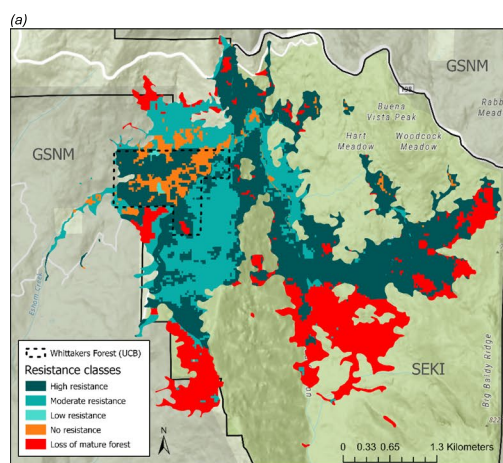 (a)
GSNM
198
Buena
Vista Peak
Hart
Meadow
Woodcock
Meadow
GSNM
SEKI
Big Baldy Ridge
Whittakers Forest (UCB)
Resistance classes
High resistance
Moderate resistance
Low resistance
No resistance
Loss of mature forest
N
0 0.33 0.65 1.3 Kilometers